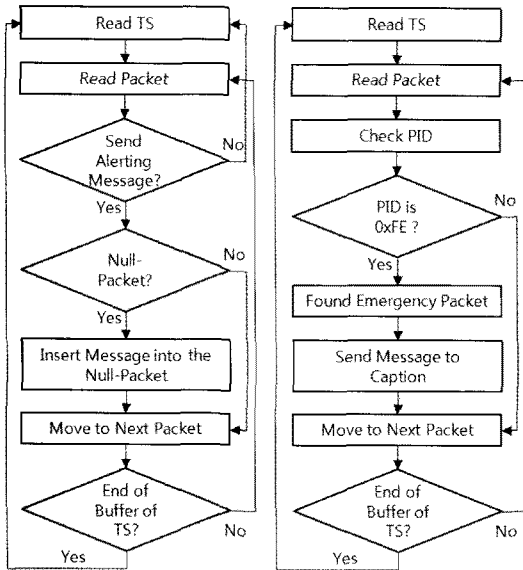 Read TS
Read Packet
Send
Alerting
Message?
No
Yes
Null-
Packet?
No
Yes
Insert Message into the
Null-Packet
Move to Next Packet
End of
Buffer of
TS?
No
Yes
Read TS
Read Packet
Check PID
PID is
0xFE ?
No
Yes
Found Emergency Packet
Send Message to
Caption
Move to Next Packet
End of
Buffer of
TS?
No
Yes